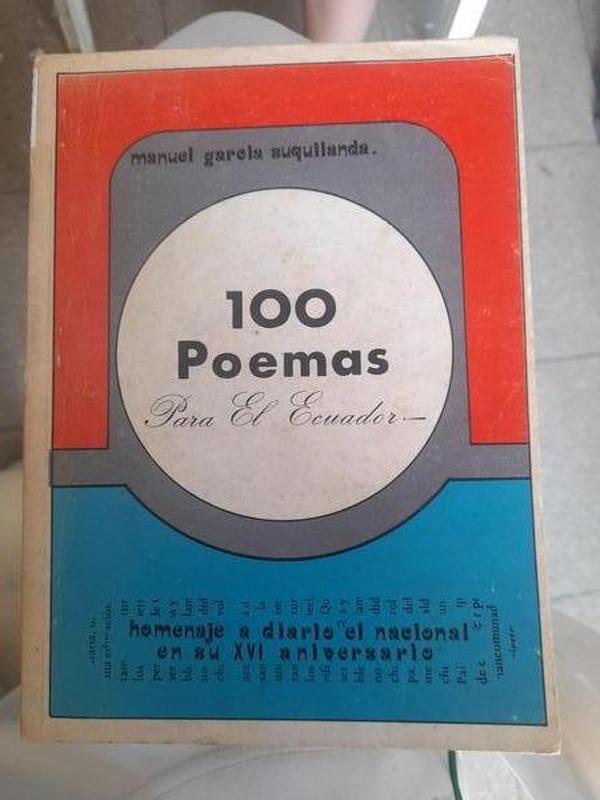 manuel garcia suquilanda.
100
Poemas
Para El Ecuador —
homenaje a diario el nacional
en su XVI aniversario